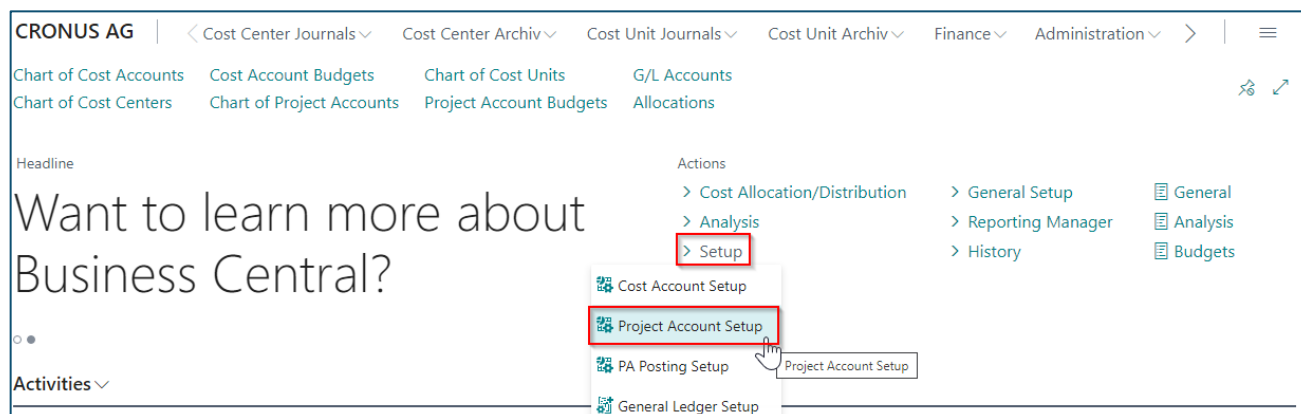 CRONUS AG Cost Center Journals Cost Center Archiv Cost Unit Journals Cost Unit Archiv Finance Administration
Chart of Cost Accounts Cost Account Budgets Chart of Cost Units G/L Accounts
Chart of Cost Centers Chart of Project Accounts Project Account Budgets Allocations
Headline
Want to learn more about
Business Central?
Actions
Cost Allocation/Distribution General Setup General
Analysis Reporting Manager Analysis
Setup History Budgets
Cost Account Setup
Project Account Setup
PA Posting Setup Project Account Setup
General Ledger Setup
Activities